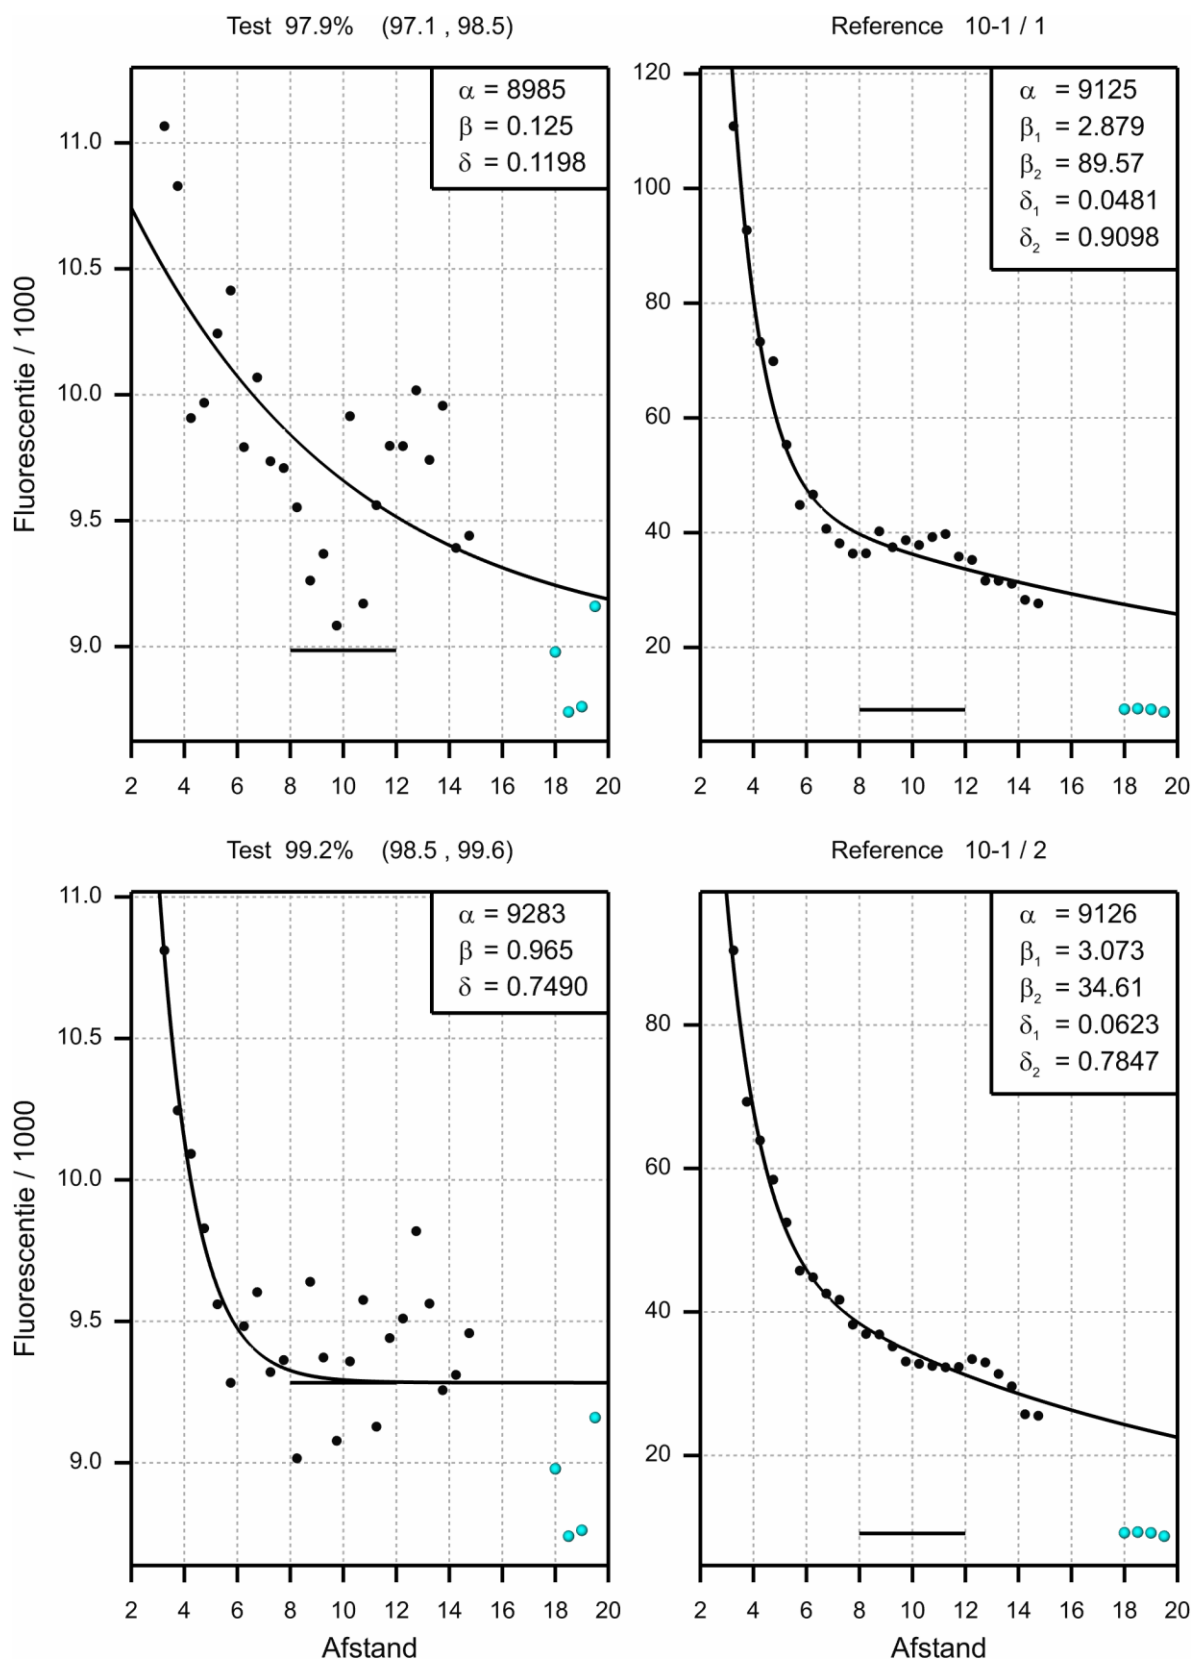 Test 97.9% (97.1 , 98.5)
α = 8985
β = 0.125
δ = 0.1198
11.0
10.5
10.0
9.5
9.0
Fluorescentie / 1000
2 4 6 8 10 12 14 16 18 20
Reference 10-1 / 1
α = 9125
β₁ = 2.879
β₂ = 89.57
δ₁ = 0.0481
δ₂ = 0.9098
120
100
80
60
40
20
2 4 6 8 10 12 14 16 18 20
Test 99.2% (98.5 , 99.6)
α = 9283
β = 0.965
δ = 0.7490
11.0
10.5
10.0
9.5
9.0
Fluorescentie / 1000
2 4 6 8 10 12 14 16 18 20
Afstand
Reference 10-1 / 2
α = 9126
β₁ = 3.073
β₂ = 34.61
δ₁ = 0.0623
δ₂ = 0.7847
80
60
40
20
2 4 6 8 10 12 14 16 18 20
Afstand